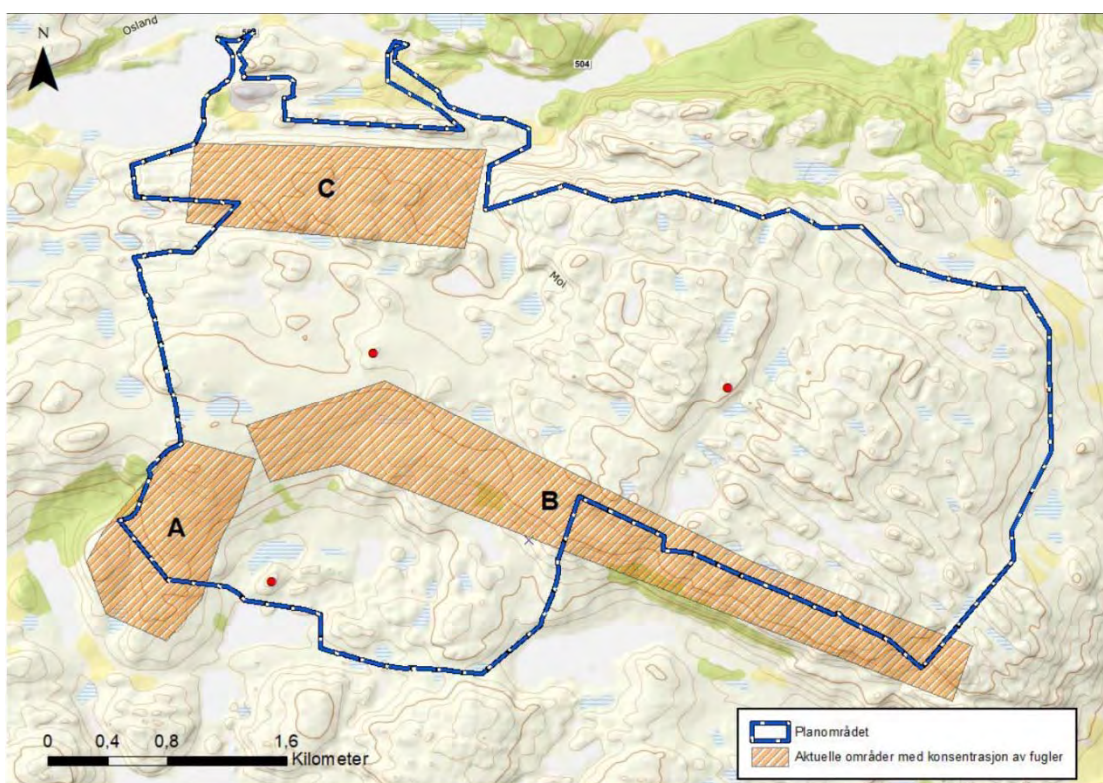 N
Osland
504
C
Moi
B
A
0 0,4 0,8 1,6
Kilometer
Planområdet
Aktuelle områder med konsentrasjon av fugler